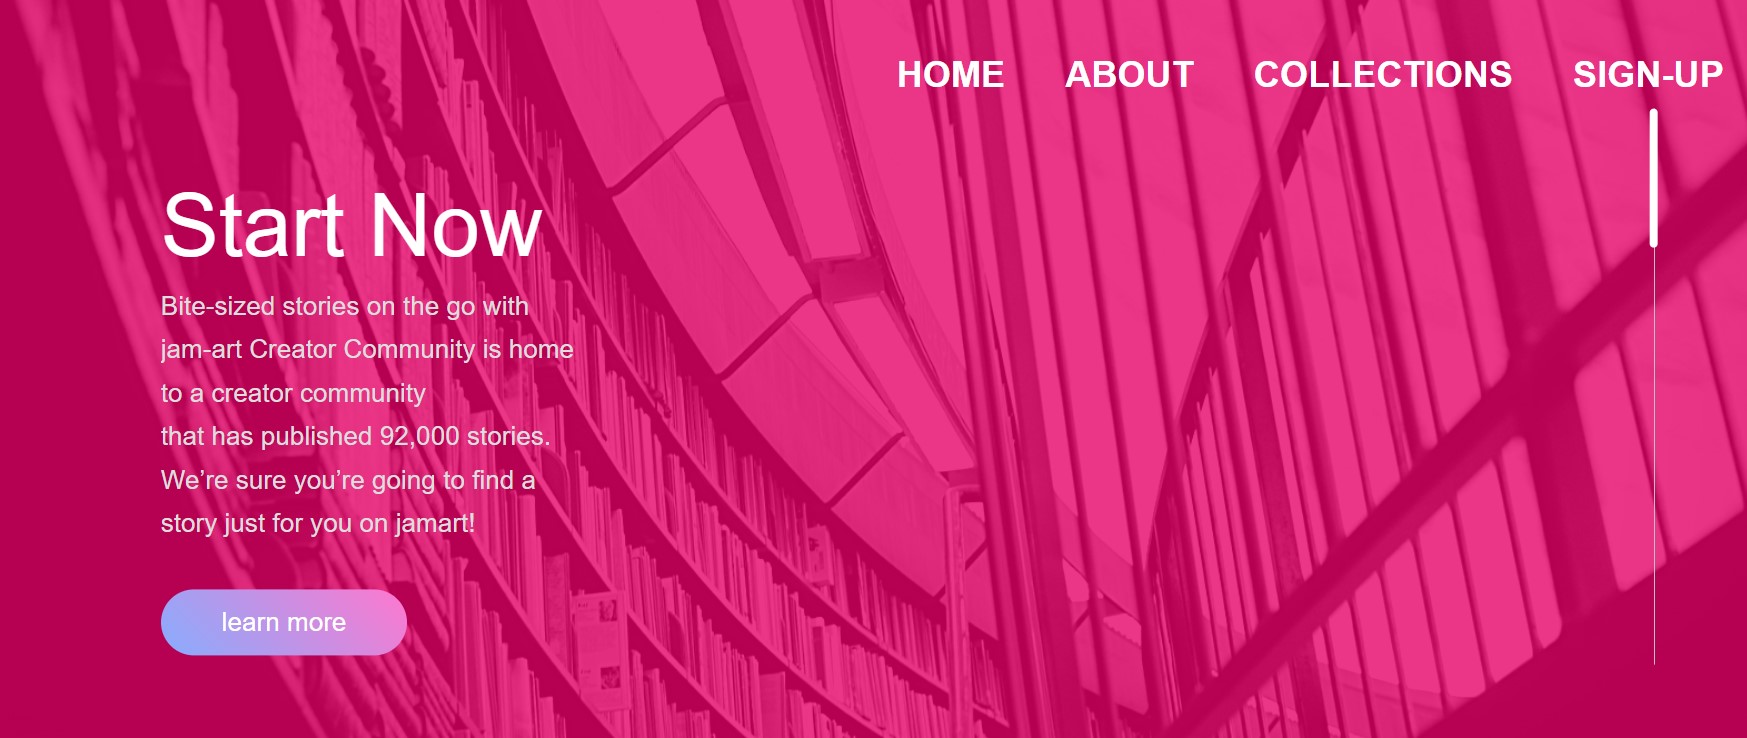 HOME ABOUT COLLECTIONS SIGN-UP
Start Now
Bite-sized stories on the go with
jam-art Creator Community is home
to a creator community
that has published 92,000 stories.
We’re sure you’re going to find a
story just for you on jamart!
learn more